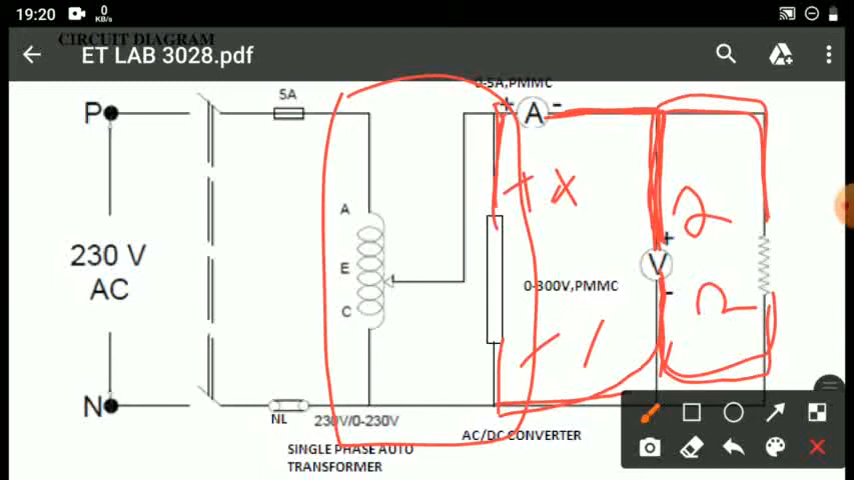 19:20
0
KB/s
CIRCUIT DIAGRAM
ET LAB 3028.pdf
0-5A,PMMC
5A
+ A -
P
A
+ x
2
230 V
AC
E
V
+
-
0-300V,PMMC
C
N
NL
230V/0-230V
AC/DC CONVERTER
SINGLE PHASE AUTO
TRANSFORMER